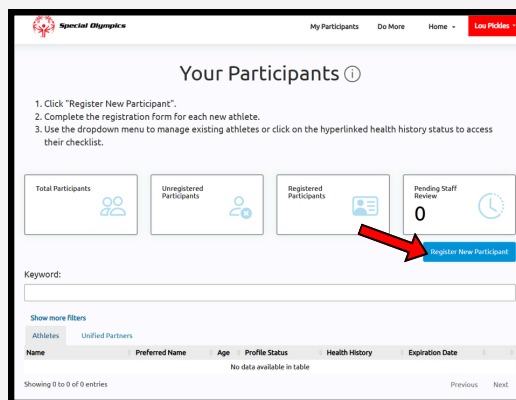 Special Olympics
My Participants Do More Home Lou Pickles
Your Participants
1. Click "Register New Participant".
2. Complete the registration form for each new athlete.
3. Use the dropdown menu to manage existing athletes or click on the hyperlinked health history status to access
their checklist.
Total Participants
Unregistered
Participants
Registered
Participants
Pending Staff
Review
0
Register New Participant
Keyword:
Show more filters
Athletes Unified Partners
Name Preferred Name Age Profile Status Health History Expiration Date
No data available in table
Showing 0 to 0 of 0 entries Previous Next